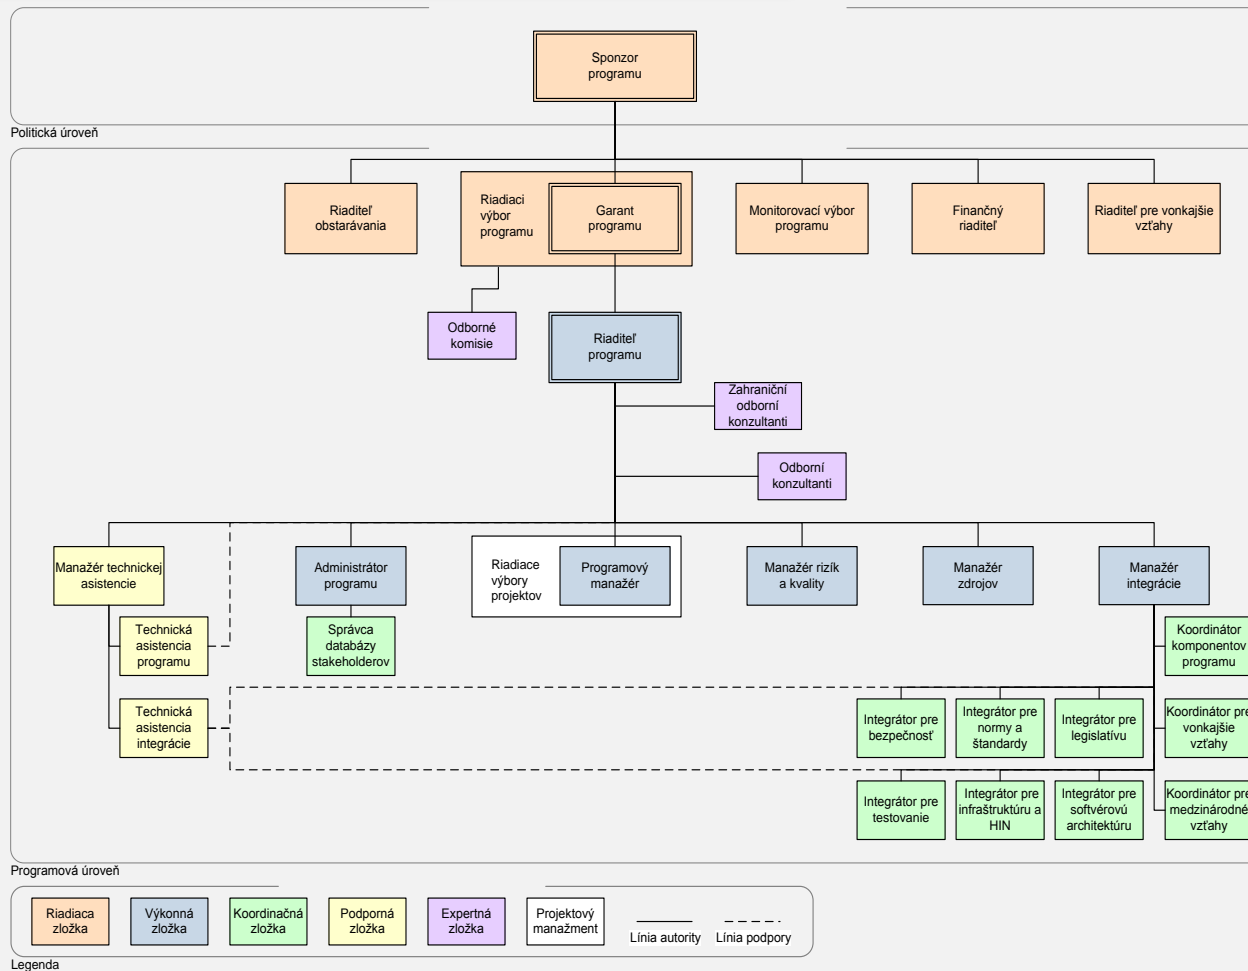 Sponzor
programu
Politická úroveň
Riaditeľ
obstarávania
Riadiaci
výbor
programu
Garant
programu
Monitorovací výbor
programu
Finančný
riaditeľ
Riaditeľ pre vonkajšie
vzťahy
Odborné
komisie
Riaditeľ
programu
Zahraniční
odborní
konzultanti
Odborní
konzultanti
Manažér technickej
asistencie
Administrátor
programu
Riadiace
výbory
projektov
Programový
manažér
Manažér rizík
a kvality
Manažér
zdrojov
Manažér
integrácie
Technická
asistencia
programu
Správca
databázy
stakeholderov
Koordinátor
komponentov
programu
Technická
asistencia
integrácie
Integrátor pre
bezpečnosť
Integrátor pre
normy a
štandardy
Integrátor pre
legislatívu
Koordinátor pre
vonkajšie
vzťahy
Integrátor pre
testovanie
Integrátor pre
infraštruktúru a
HIN
Integrátor pre
softvérovú
architektúru
Koordinátor pre
medzinárodné
vzťahy
Programová úroveň
Riadiaca
zložka
Výkonná
zložka
Koordinačná
zložka
Podporná
zložka
Expertná
zložka
Projektový
manažment
Línia autority
Línia podpory
Legenda